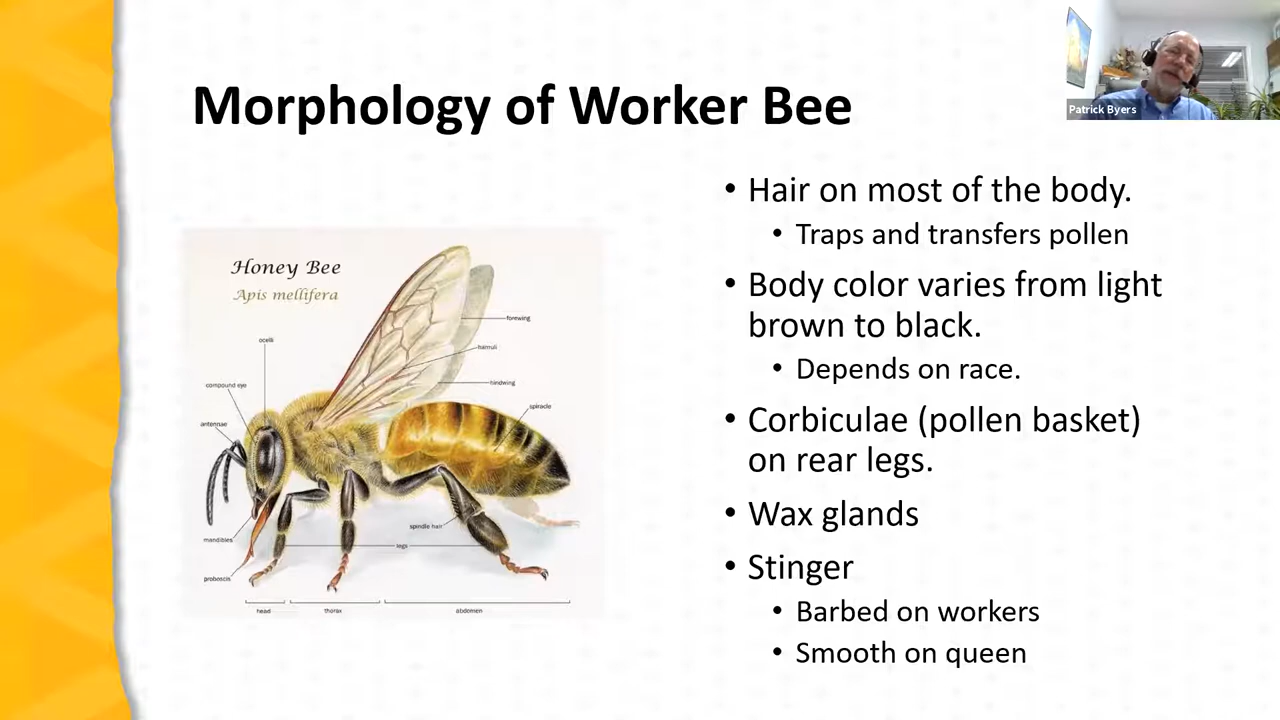 Patrick Byers
Morphology of Worker Bee
Honey Bee
Apis mellifera
forewing
hamuli
hindwing
spiracle
ocelli
compound eye
antennae
mandibles
proboscis
spindle hair
legs
head
thorax
abdomen
• Hair on most of the body.
• Traps and transfers pollen
• Body color varies from light
brown to black.
• Depends on race.
• Corbiculae (pollen basket)
on rear legs.
• Wax glands
• Stinger
• Barbed on workers
• Smooth on queen